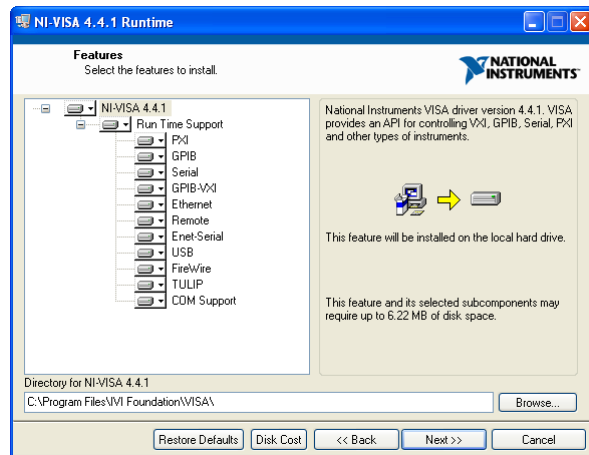 NI-VISA 4.4.1 Runtime
Features
Select the features to install.
NATIONAL
INSTRUMENTS™
NI-VISA 4.4.1
Run Time Support
PXI
GPIB
Serial
GPIB-VXI
Ethernet
Remote
Enet-Serial
USB
FireWire
TULIP
COM Support
National Instruments VISA driver version 4.4.1. VISA
provides an API for controlling VXI, GPIB, Serial, PXI
and other types of instruments.
This feature will be installed on the local hard drive.
This feature and its selected subcomponents may
require up to 6.22 MB of disk space.
Directory for NI-VISA 4.4.1
C:\Program Files\IVI Foundation\VISA\
Browse...
Restore Defaults
Disk Cost
<< Back
Next >>
Cancel